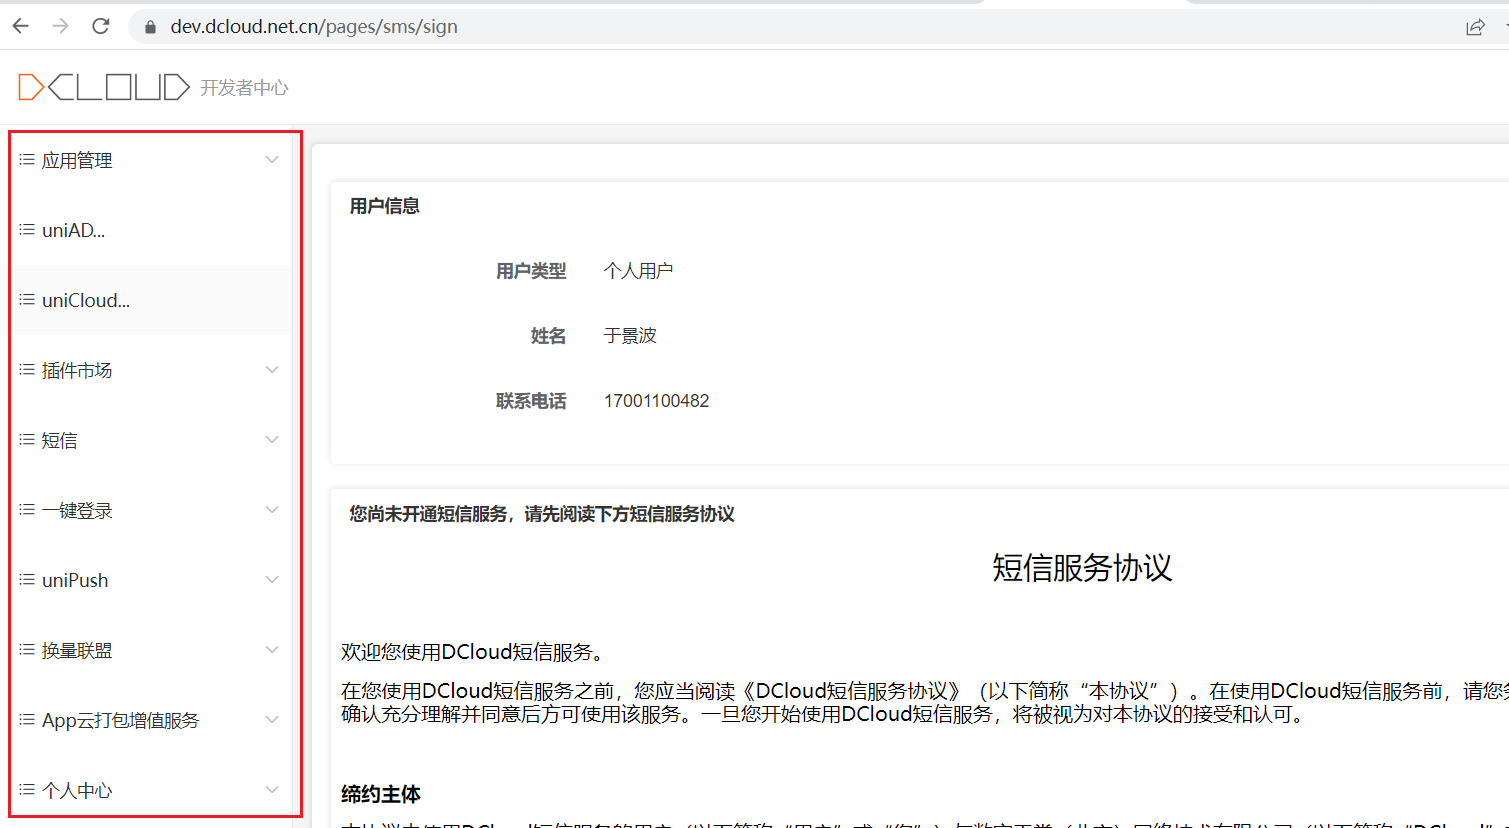 dev.dcloud.net.cn/pages/sms/sign
DCLOUD 开发者中心
应用管理
uniAD...
uniCloud...
插件市场
短信
一键登录
uniPush
换量联盟
App云打包增值服务
个人中心
用户信息
用户类型 个人用户
姓名 于景波
联系电话 17001100482
您尚未开通短信服务，请先阅读下方短信服务协议
短信服务协议
欢迎您使用DCloud短信服务。
在您使用DCloud短信服务之前，您应当阅读《DCloud短信服务协议》（以下简称“本协议”）。在使用DCloud短信服务前，请您务
确认充分理解并同意后方可使用该服务。一旦您开始使用DCloud短信服务，将被视为对本协议的接受和认可。
缔约主体